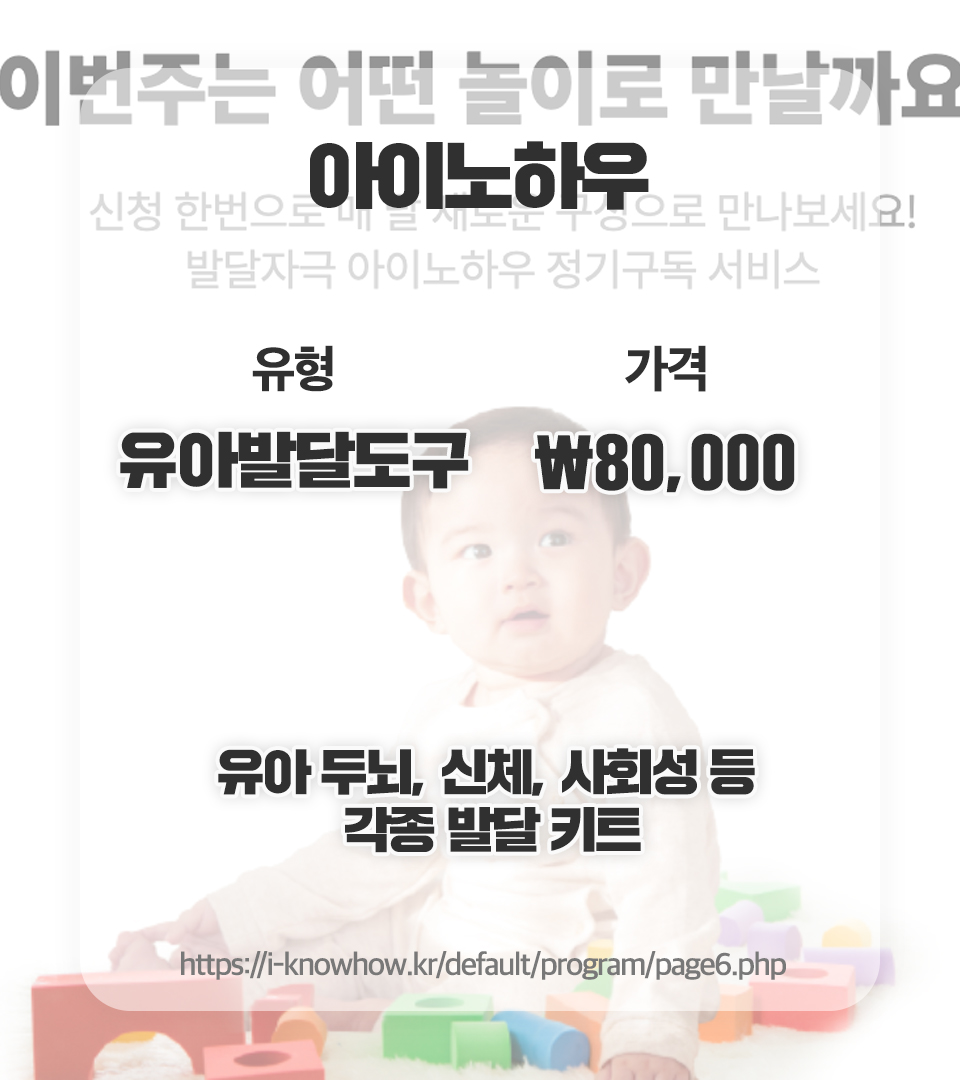 이번주는 어떤 놀이로 만날까요
아이노하우
신청 한번으로 매 달 새로운 구성으로 만나보세요!
발달자극 아이노하우 정기구독 서비스
유형 가격
유아발달도구 ₩80,000
유아 두뇌, 신체, 사회성 등
각종 발달 키트
https://i-knowhow.kr/default/program/page6.php